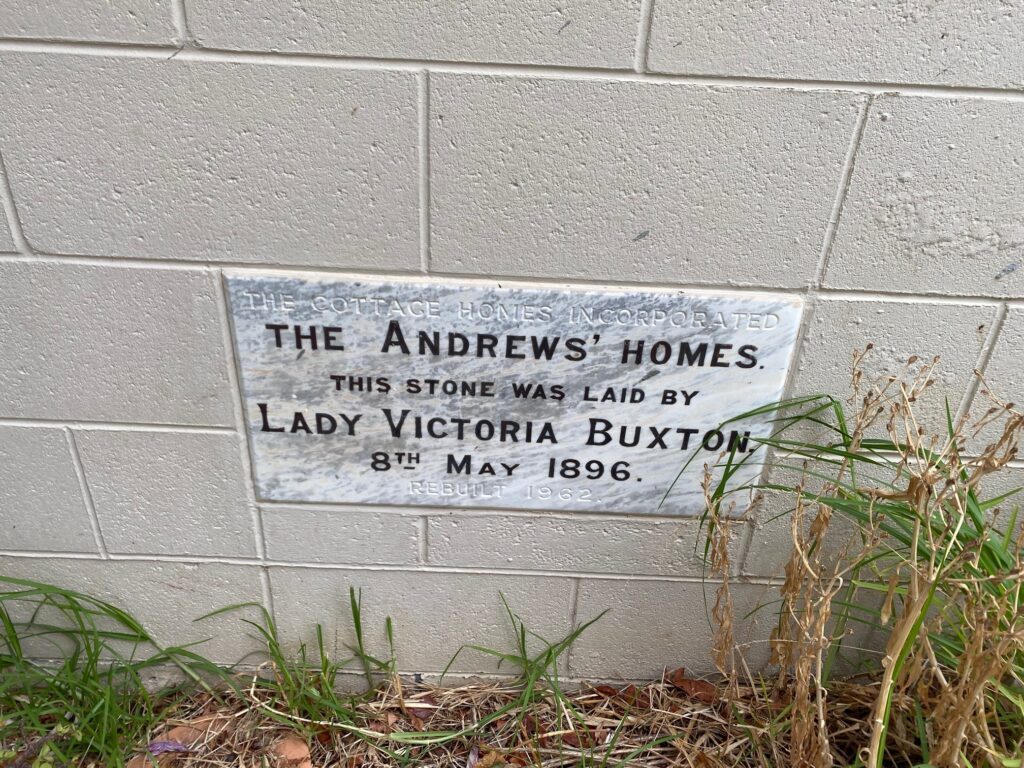 THE COTTAGE HOMES INCORPORATED
THE ANDREWS' HOMES.
THIS STONE WAS LAID BY
LADY VICTORIA BUXTON.
8TH MAY 1896.
REBUILT 1962.